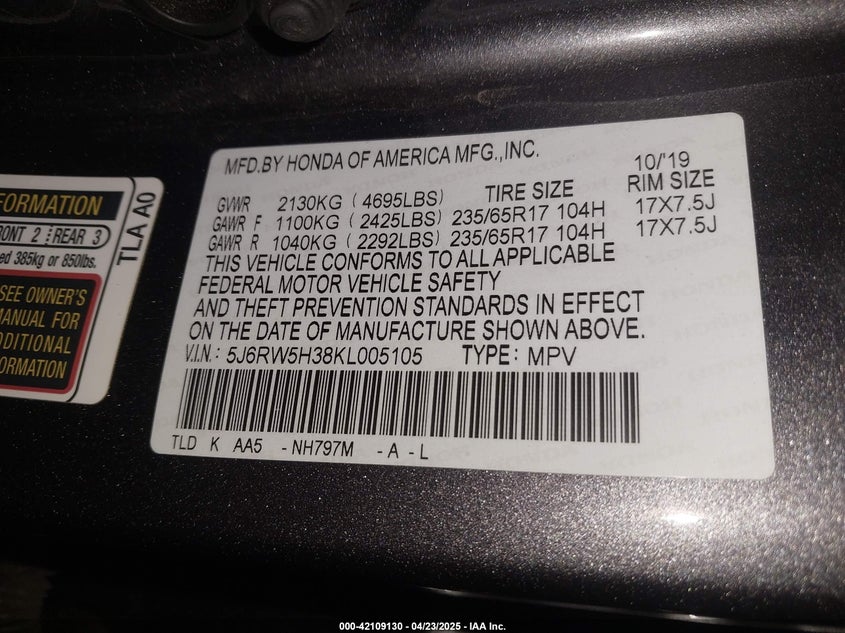 MFD.BY HONDA OF AMERICA MFG.,INC.
10/'19
GVWR 2130KG ( 4695LBS) TIRE SIZE RIM SIZE
GAWR F 1100KG ( 2425LBS) 235/65R17 104H 17X7.5J
GAWR R 1040KG ( 2292LBS) 235/65R17 104H 17X7.5J
THIS VEHICLE CONFORMS TO ALL APPLICABLE
FEDERAL MOTOR VEHICLE SAFETY
AND THEFT PREVENTION STANDARDS IN EFFECT
ON THE DATE OF MANUFACTURE SHOWN ABOVE.
V.I.N.: 5J6RW5H38KL005105 TYPE: MPV
TLD K AA5 -NH797M -A -L
FORMATION
RONT 2 REAR 3
ed 385kg or 850lbs.
SEE OWNER'S
MANUAL FOR
DDITIONAL
FORMATION
TLA A0
000-42109130 - 04/23/2025 - IAA Inc.